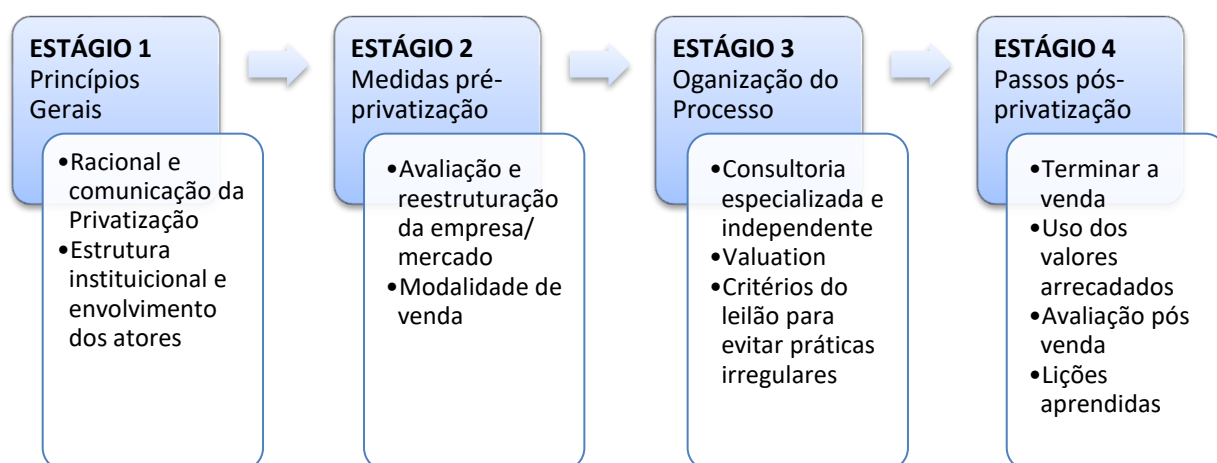 ESTÁGIO 1
Princípios
Gerais
•Racional e
comunicação da
Privatização
•Estrutura
instituicional e
envolvimento
dos atores
ESTÁGIO 2
Medidas pré-
privatização
•Avaliação e
reestruturação
da empresa/
mercado
•Modalidade de
venda
ESTÁGIO 3
Oganização do
Processo
•Consultoria
especializada e
independente
•Valuation
•Critérios do
leilão para
evitar práticas
irregulares
ESTÁGIO 4
Passos pós-
privatização
•Terminar a
venda
•Uso dos
valores
arrecadados
•Avaliação pós
venda
•Lições
aprendidas